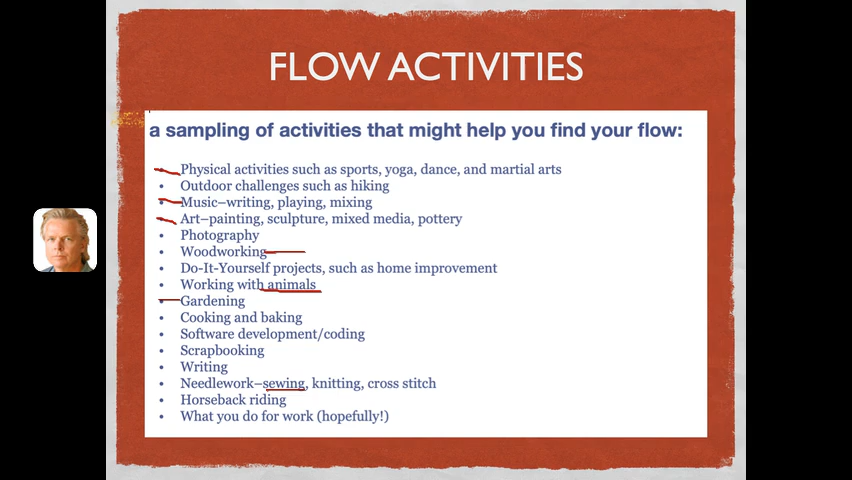 FLOW ACTIVITIES
a sampling of activities that might help you find your flow:
• Physical activities such as sports, yoga, dance, and martial arts
• Outdoor challenges such as hiking
• Music–writing, playing, mixing
• Art–painting, sculpture, mixed media, pottery
• Photography
• Woodworking
• Do-It-Yourself projects, such as home improvement
• Working with animals
• Gardening
• Cooking and baking
• Software development/coding
• Scrapbooking
• Writing
• Needlework–sewing, knitting, cross stitch
• Horseback riding
• What you do for work (hopefully!)